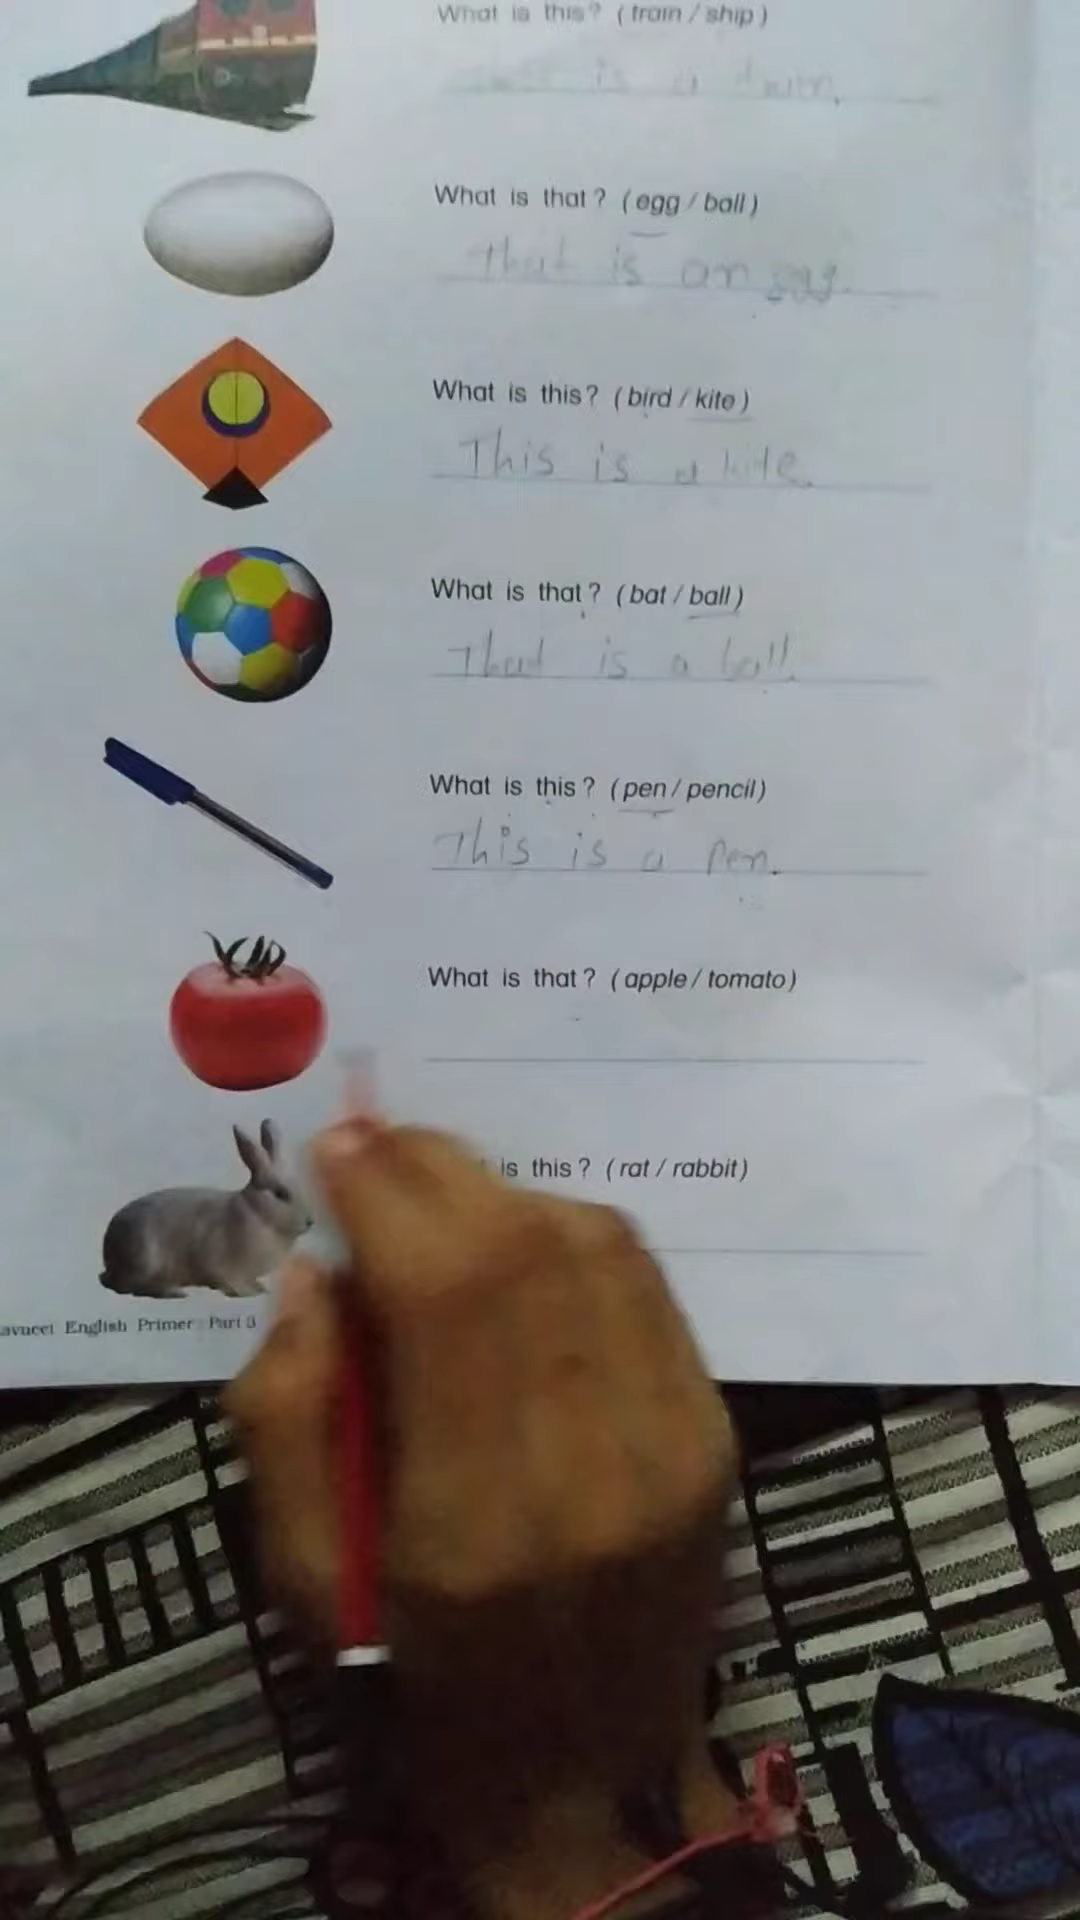 What is this? (train / ship)
is a
What is that? (egg / ball)
that is an egg.
What is this? (bird / kite)
This is a kite.
What is that? (bat / ball)
That is a ball.
What is this? (pen / pencil)
This is a pen.
What is that? (apple / tomato)
is this? (rat / rabbit)
English Primer Part 3